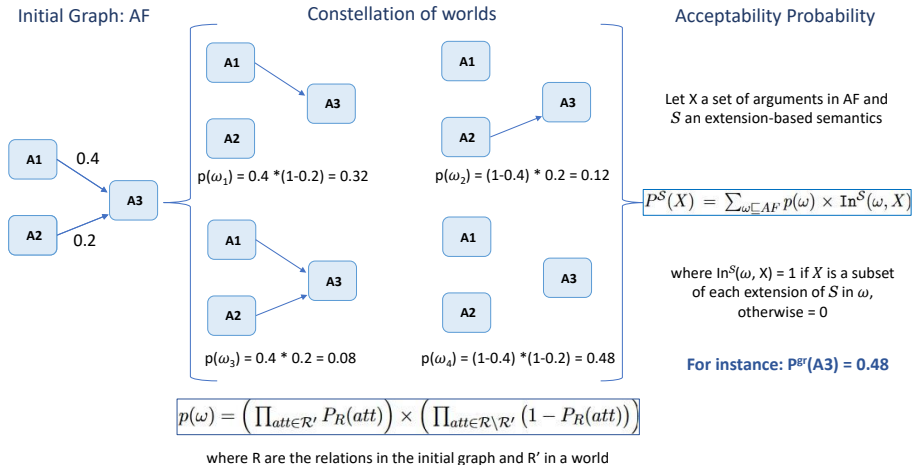 Initial Graph: AF
Constellation of worlds
Acceptability Probability
A1
A2
A3
0.4
0.2
A1
A2
A3
p(ω₁) = 0.4 *(1-0.2) = 0.32
A1
A2
A3
p(ω₂) = (1-0.4) * 0.2 = 0.12
A1
A2
A3
p(ω₃) = 0.4 * 0.2 = 0.08
A1
A2
A3
p(ω₄) = (1-0.4) *(1-0.2) = 0.48
Let X a set of arguments in AF and
𝒮 an extension-based semantics
P^𝒮(X) = ∑_{ω⊑AF} p(ω) × In^𝒮(ω, X)
where In^𝒮(ω, X) = 1 if X is a subset
of each extension of 𝒮 in ω,
otherwise = 0
For instance: P^gr(A3) = 0.48
p(ω) = (∏_{att∈ℛ′} P_R(att)) × (∏_{att∈ℛ\ℛ′} (1 − P_R(att)))
where R are the relations in the initial graph and R' in a world